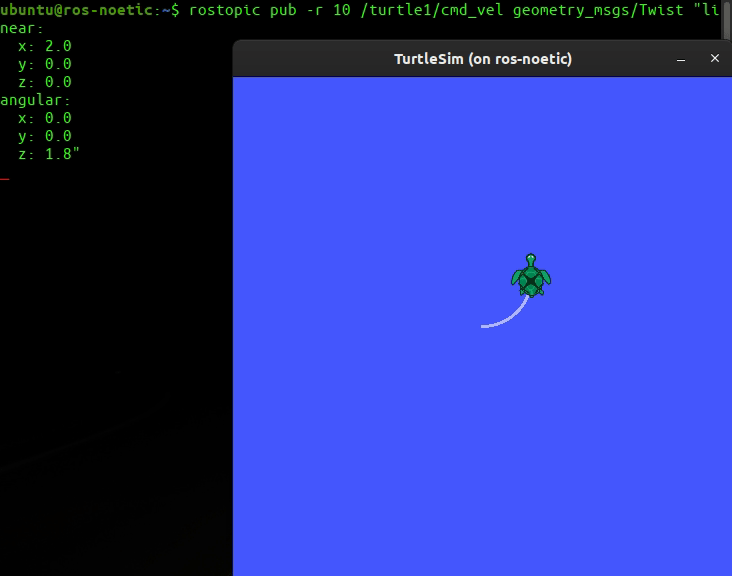 ubuntu@ros-noetic:~$ rostopic pub -r 10 /turtle1/cmd_vel geometry_msgs/Twist "li
near:
  x: 2.0
  y: 0.0
  z: 0.0
angular:
  x: 0.0
  y: 0.0
  z: 1.8"
TurtleSim (on ros-noetic)